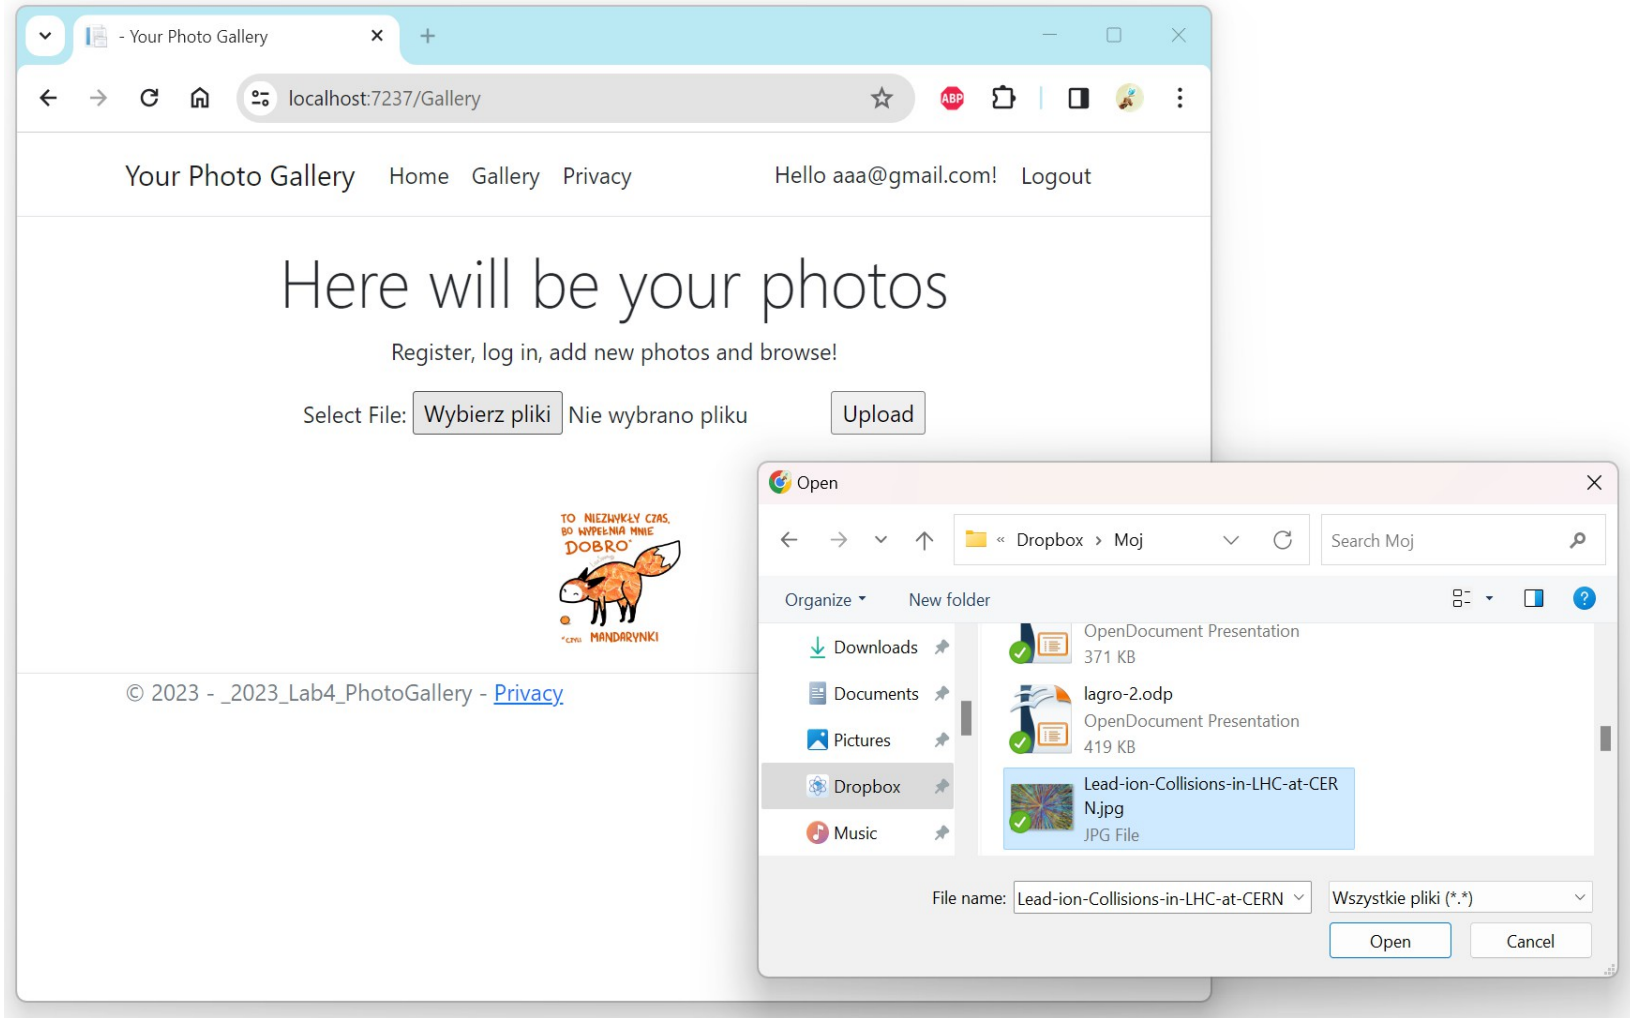 - Your Photo Gallery
localhost:7237/Gallery
ABP
Your Photo Gallery Home Gallery Privacy Hello aaa@gmail.com! Logout
Here will be your photos
Register, log in, add new photos and browse!
Select File: Wybierz pliki Nie wybrano pliku Upload
TO NIEZWYKŁY CZAS,
BO WYPEŁNIA MNIE
DOBRO*
*CZYLI MANDARYNKI
© 2023 - _2023_Lab4_PhotoGallery - Privacy
Open
« Dropbox › Moj
Search Moj
Organize New folder
Downloads
Documents
Pictures
Dropbox
Music
OpenDocument Presentation
371 KB
lagro-2.odp
OpenDocument Presentation
419 KB
Lead-ion-Collisions-in-LHC-at-CER
N.jpg
JPG File
File name: Lead-ion-Collisions-in-LHC-at-CERN Wszystkie pliki (*.*)
Open Cancel